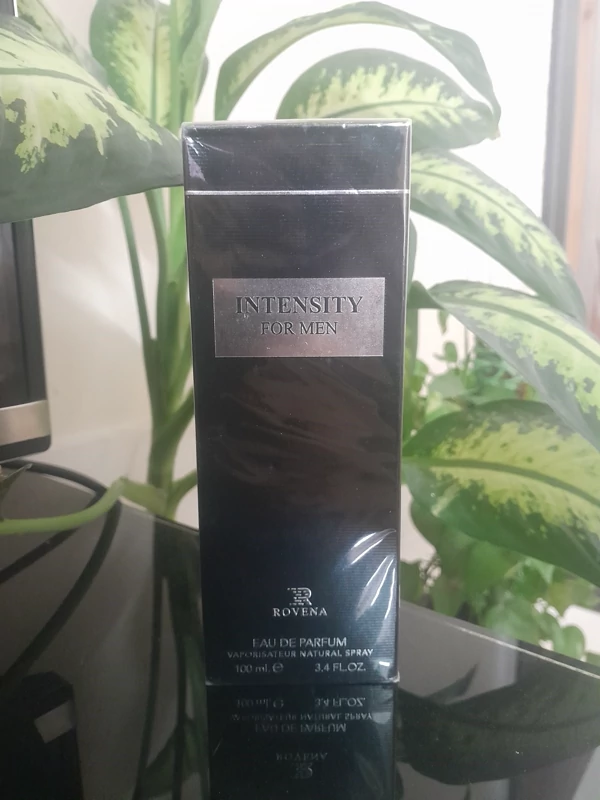 INTENSITY
FOR MEN
ROVENA
EAU DE PARFUM
VAPORISATEUR NATURAL SPRAY
100 ml. ℮ 3.4 FL.OZ.